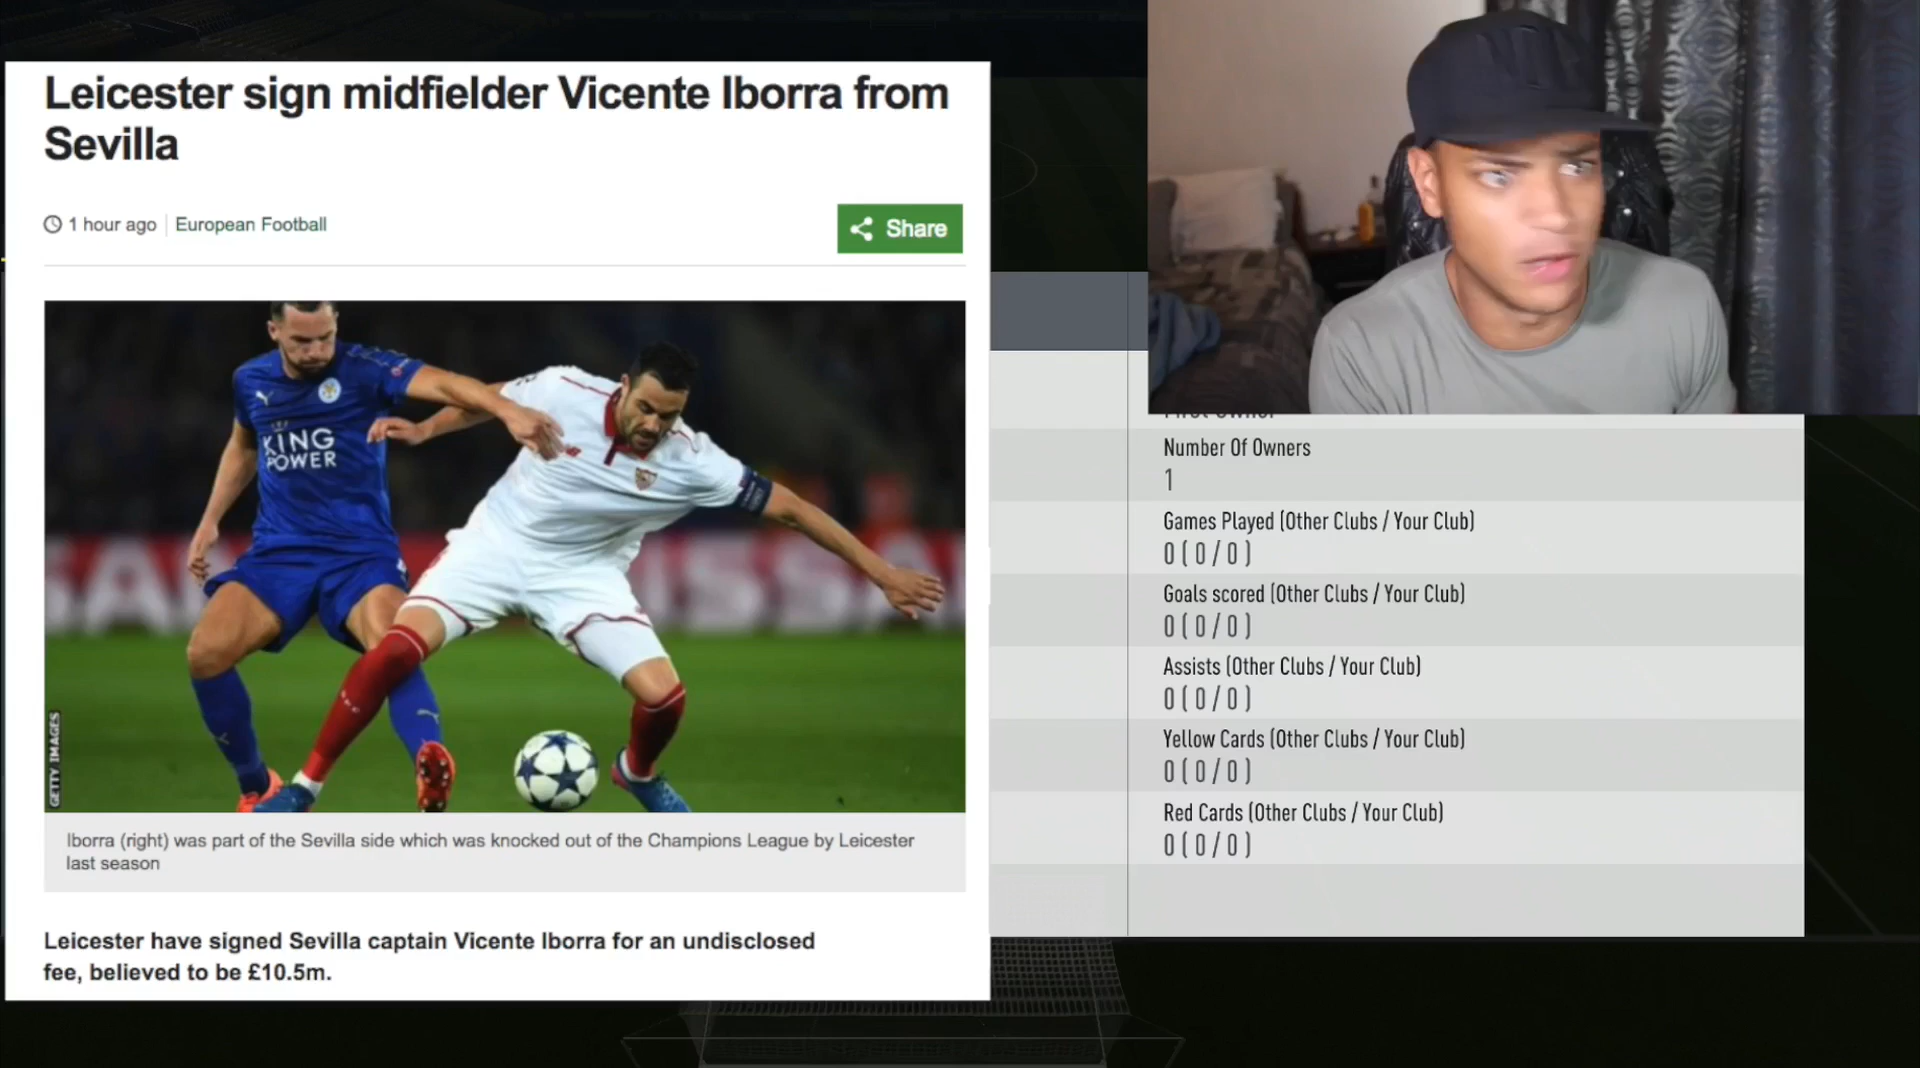 Leicester sign midfielder Vicente Iborra from
Sevilla
1 hour ago
European Football
Share
KING
POWER
GETTY IMAGES
Iborra (right) was part of the Sevilla side which was knocked out of the Champions League by Leicester
last season
Leicester have signed Sevilla captain Vicente Iborra for an undisclosed
fee, believed to be £10.5m.
Number Of Owners
1
Games Played (Other Clubs / Your Club)
0 ( 0 / 0 )
Goals scored (Other Clubs / Your Club)
0 ( 0 / 0 )
Assists (Other Clubs / Your Club)
0 ( 0 / 0 )
Yellow Cards (Other Clubs / Your Club)
0 ( 0 / 0 )
Red Cards (Other Clubs / Your Club)
0 ( 0 / 0 )